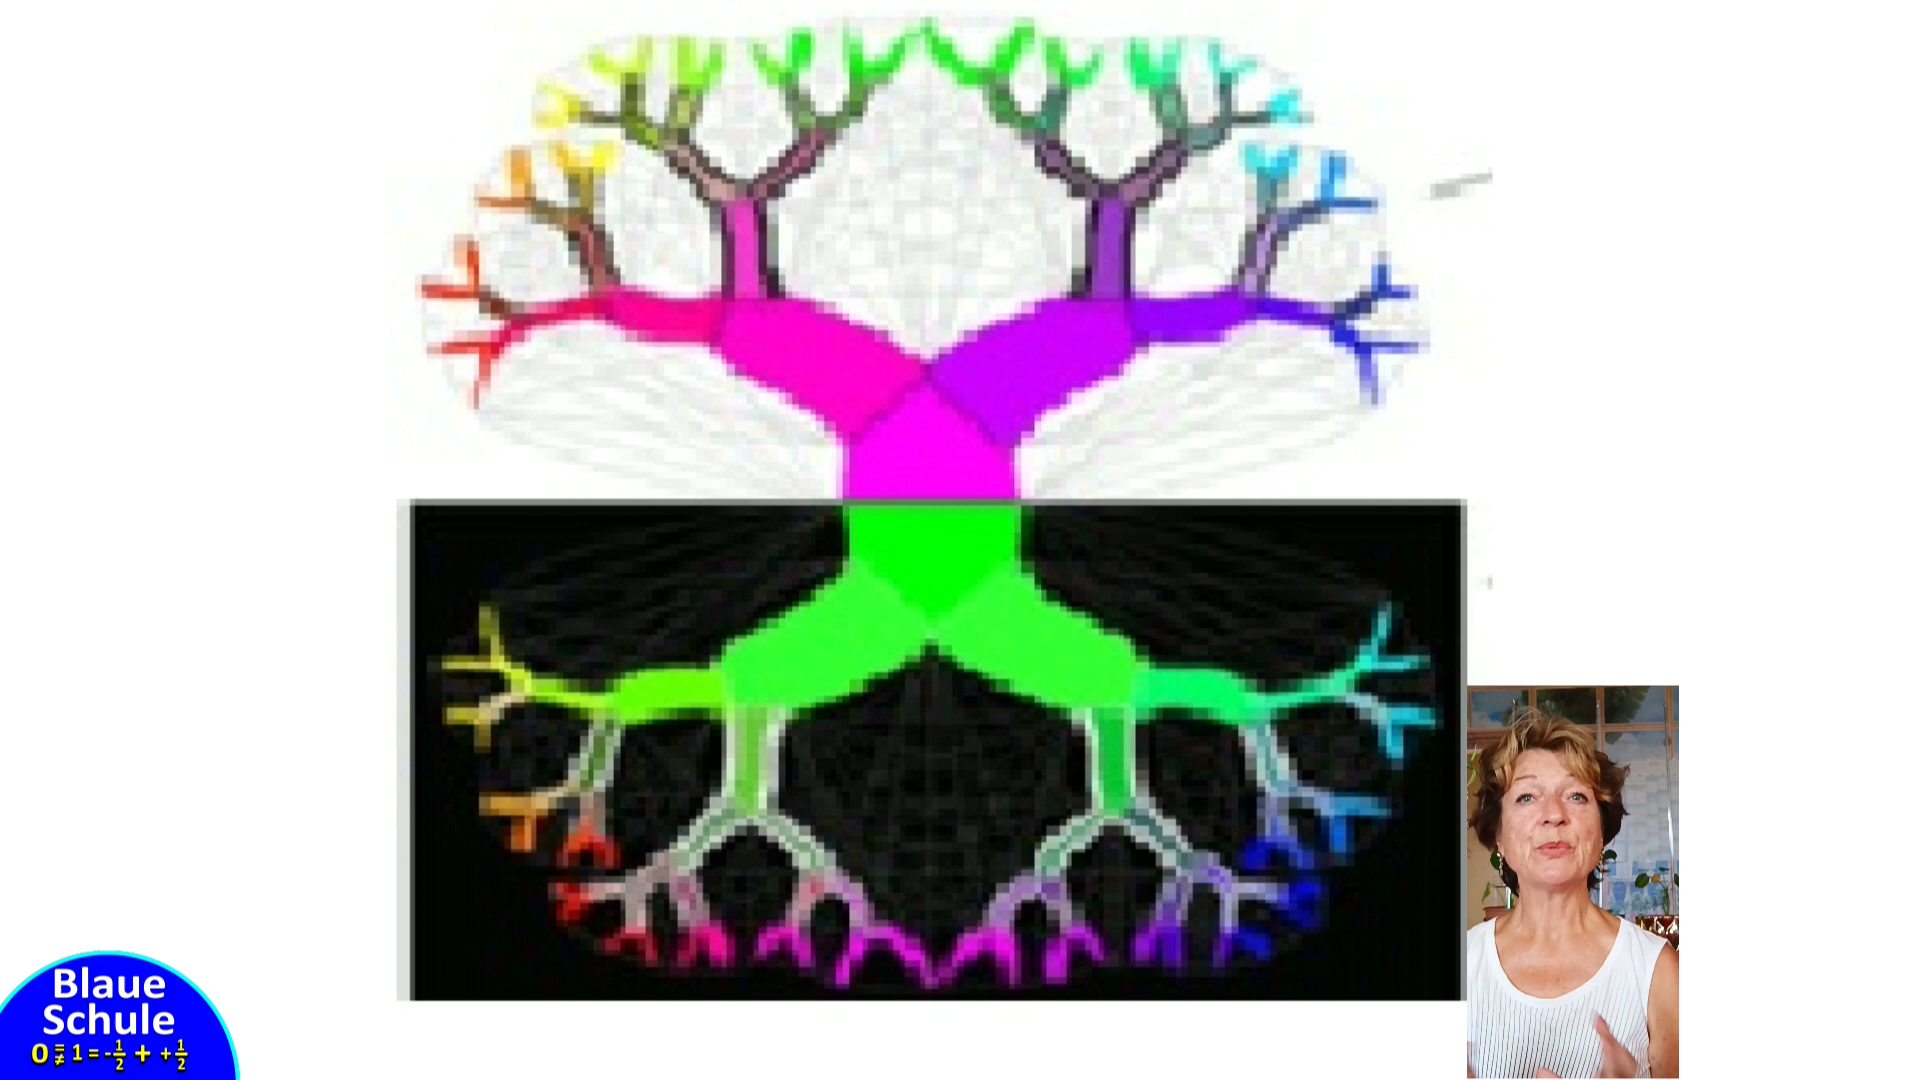 Blaue
Schule
0 ≠ 1 = -½ + +½